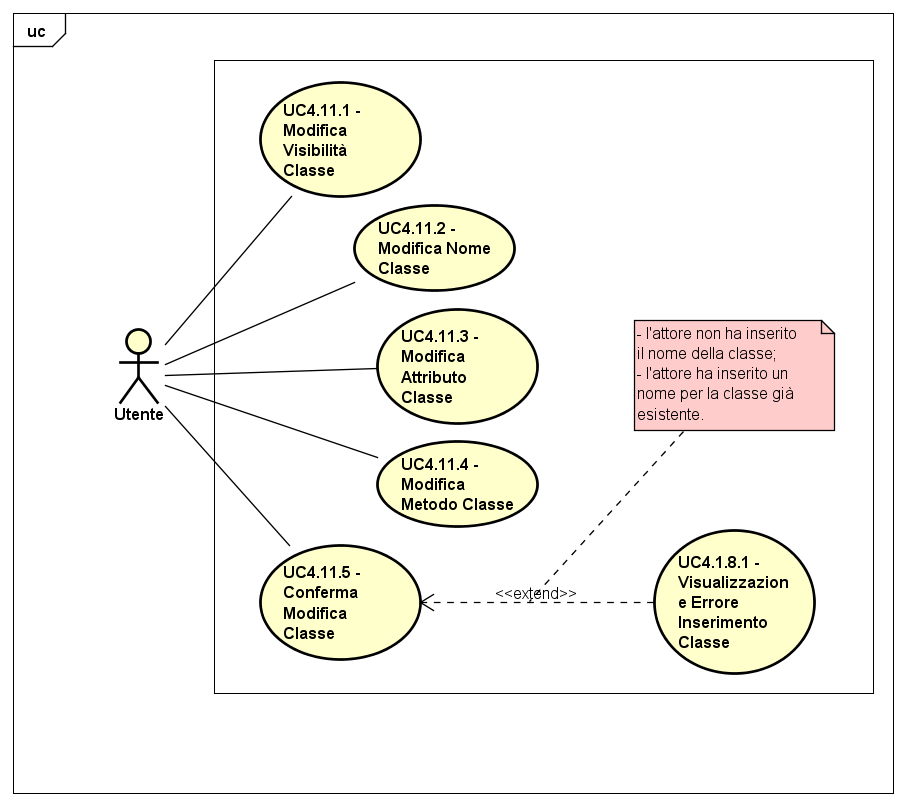 uc
UC4.11.1 -
Modifica
Visibilità
Classe
UC4.11.2 -
Modifica Nome
Classe
UC4.11.3 -
Modifica
Attributo
Classe
- l'attore non ha inserito
il nome della classe;
- l'attore ha inserito un
nome per la classe già
esistente.
Utente
UC4.11.4 -
Modifica
Metodo Classe
UC4.11.5 -
Conferma
Modifica
Classe
<<extend>>
UC4.1.8.1 -
Visualizzazion
e Errore
Inserimento
Classe